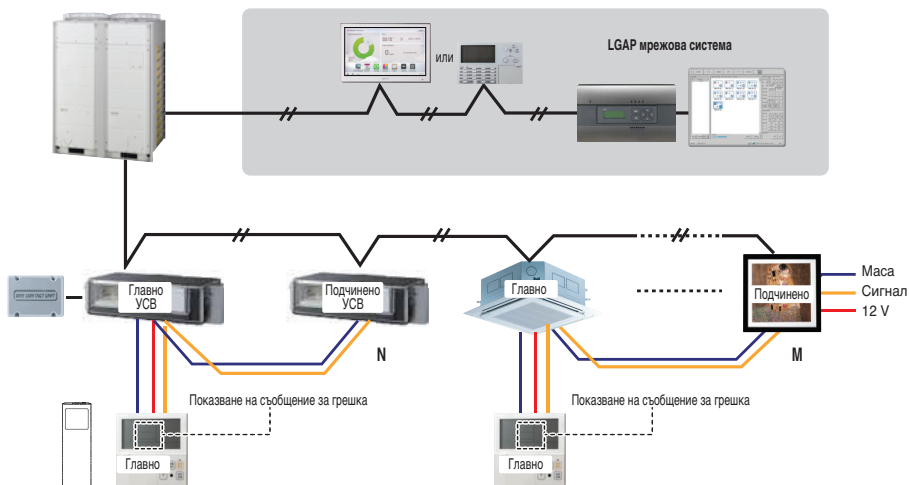 LGAP мрежова система
или
Главно
УСВ
Подчинено
УСВ
Главно
Подчинено
Маса
Сигнал
12 V
N
M
Показване на съобщение за грешка
Показване на съобщение за грешка
Главно
Главно